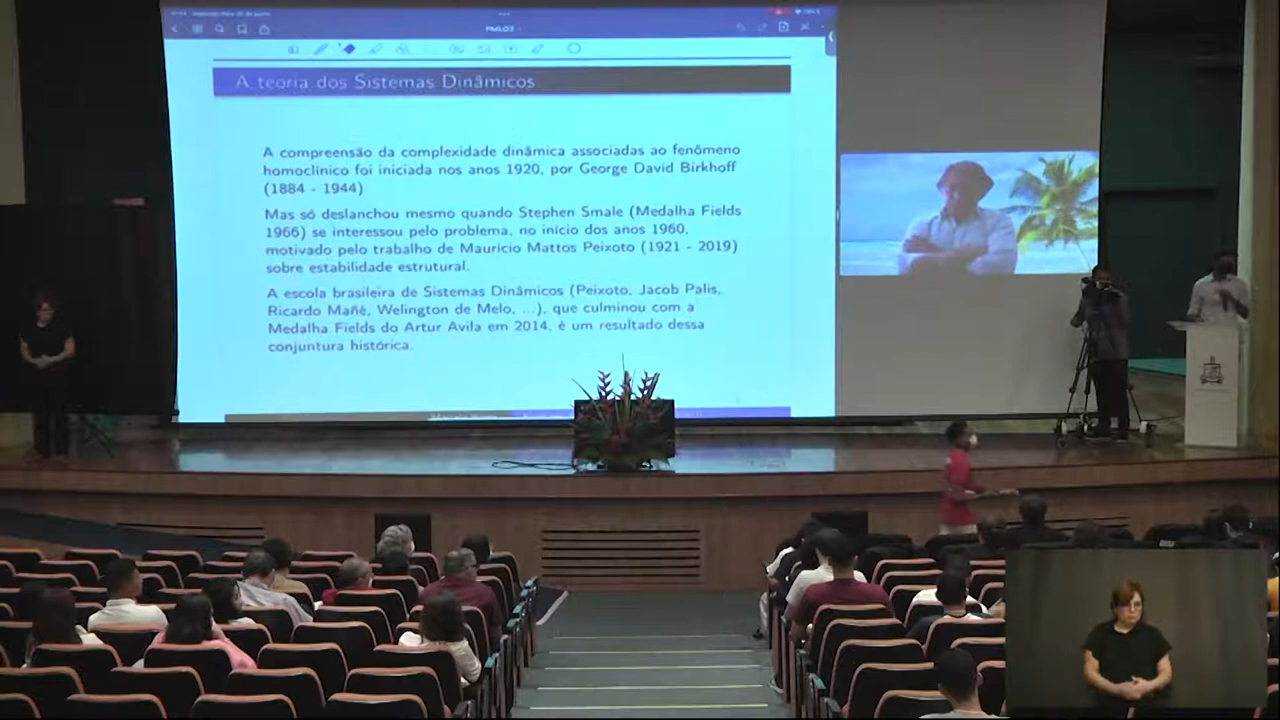 PMLO3
A teoria dos Sistemas Dinâmicos
A compreensão da complexidade dinâmica associadas ao fenômeno
homoclínico foi iniciada nos anos 1920, por George David Birkhoff
(1884 - 1944)
Mas só deslanchou mesmo quando Stephen Smale (Medalha Fields
1966) se interessou pelo problema, no início dos anos 1960,
motivado pelo trabalho de Maurício Mattos Peixoto (1921 - 2019)
sobre estabilidade estrutural.
A escola brasileira de Sistemas Dinâmicos (Peixoto, Jacob Palis,
Ricardo Mañé, Welington de Melo, ...), que culminou com a
Medalha Fields do Artur Avila em 2014, é um resultado dessa
conjuntura histórica.